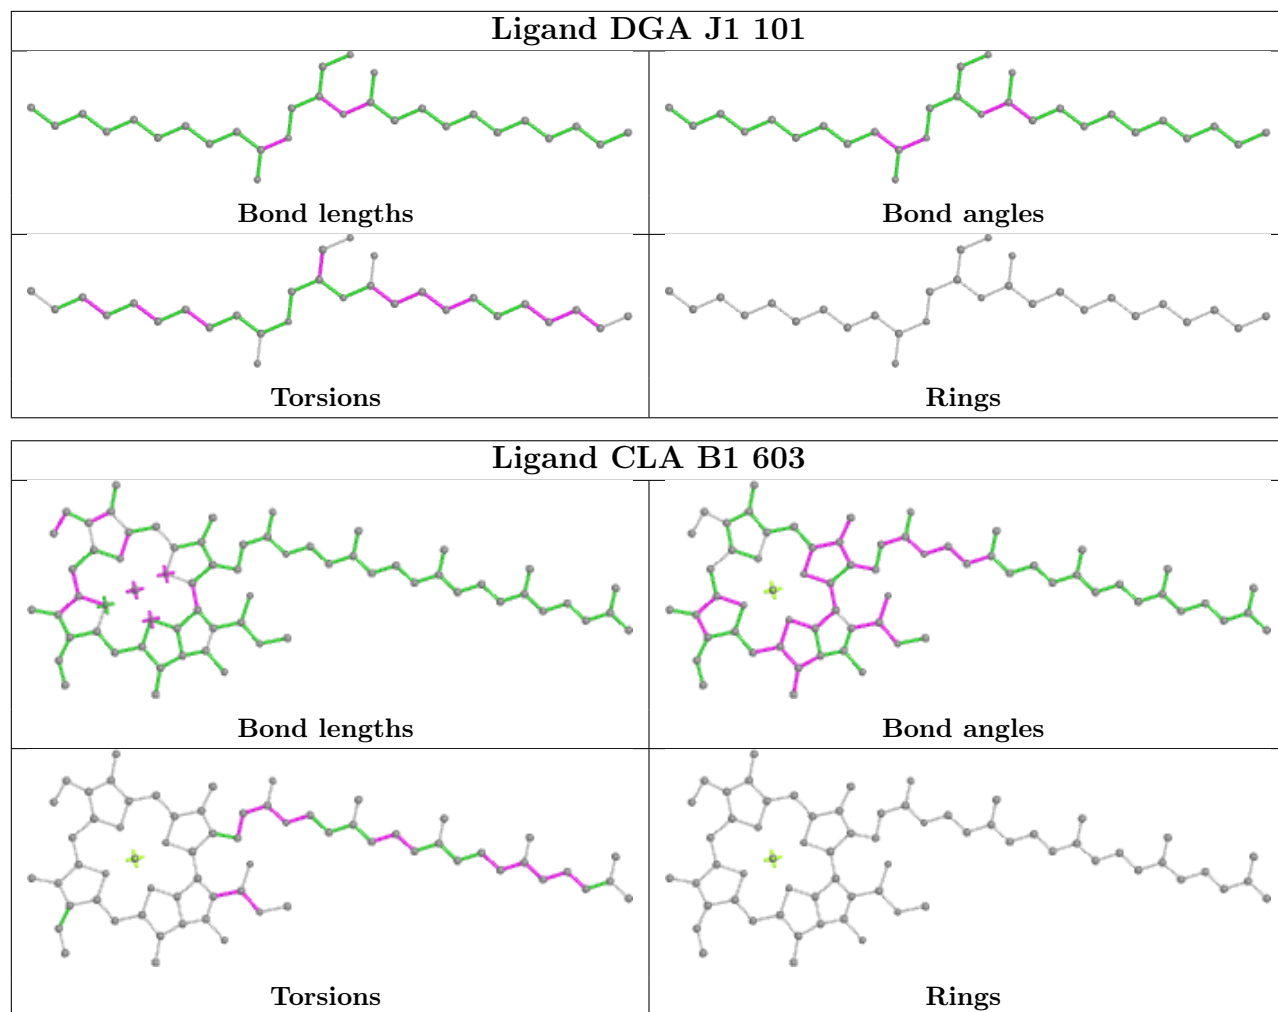 Ligand DGA J1 101
Bond lengths
Bond angles
Torsions
Rings
Ligand CLA B1 603
Bond lengths
Bond angles
Torsions
Rings